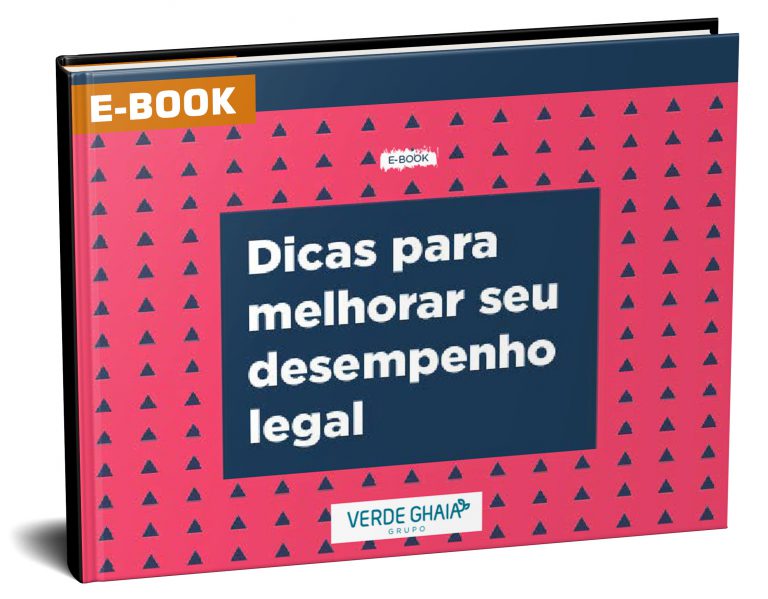 E-BOOK
E-BOOK
Dicas para
melhorar seu
desempenho
legal
VERDE GHAIA
GRUPO